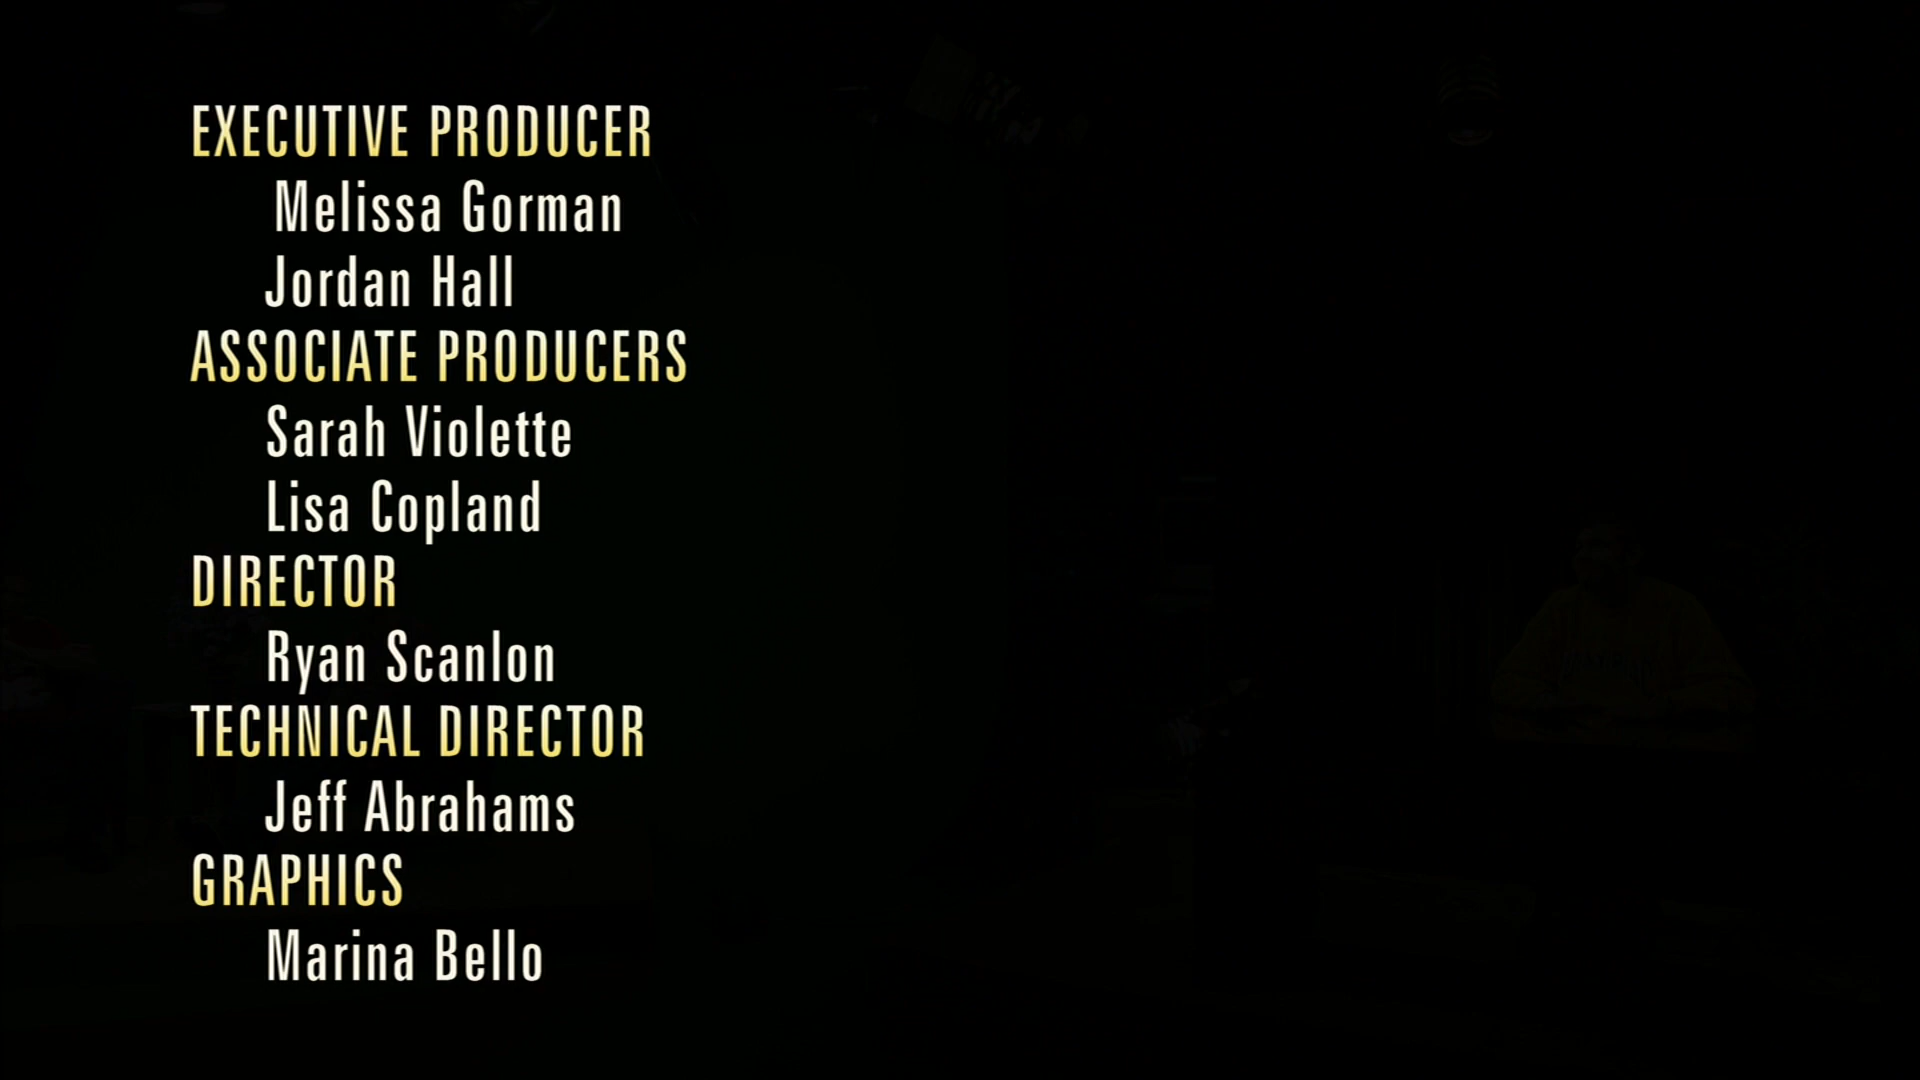 EXECUTIVE PRODUCER
Melissa Gorman
Jordan Hall
ASSOCIATE PRODUCERS
Sarah Violette
Lisa Copland
DIRECTOR
Ryan Scanlon
TECHNICAL DIRECTOR
Jeff Abrahams
GRAPHICS
Marina Bello